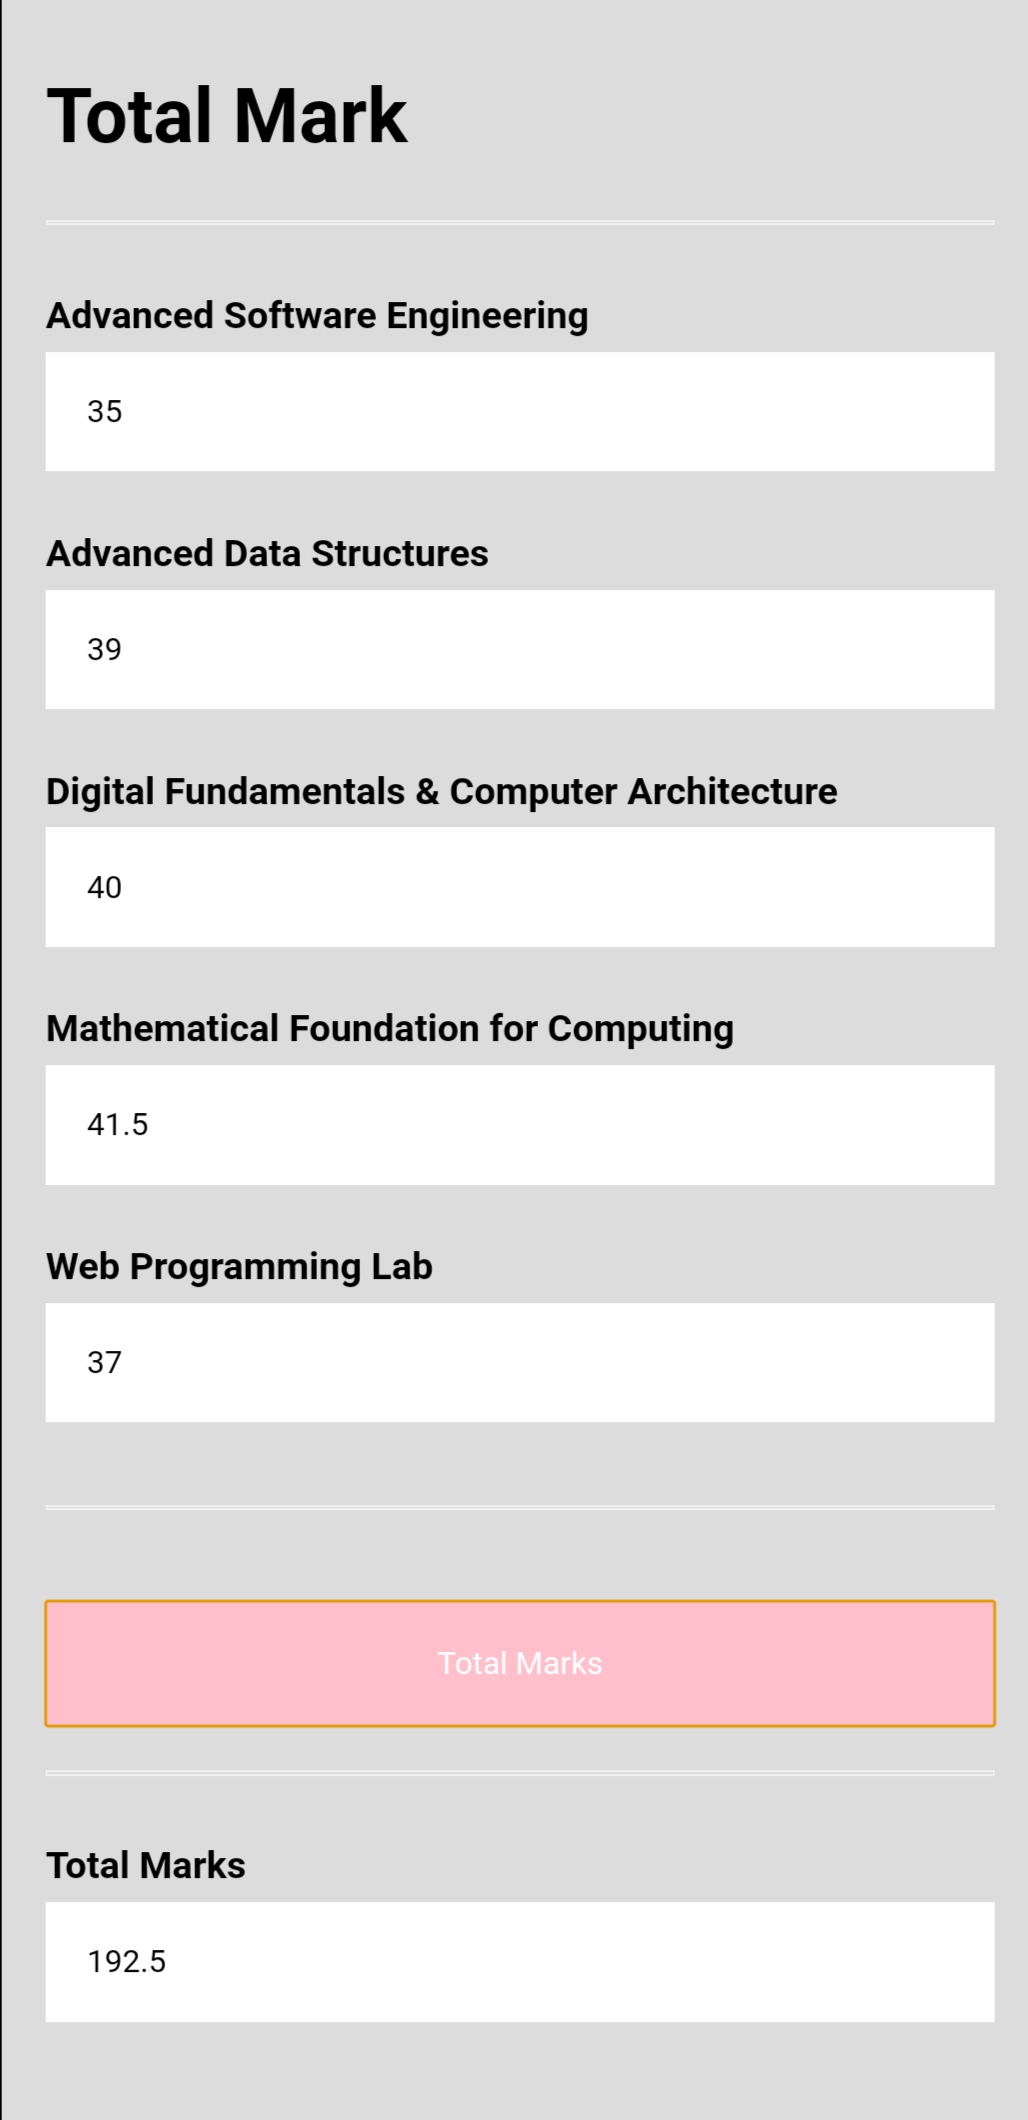 Total Mark
Advanced Software Engineering
35
Advanced Data Structures
39
Digital Fundamentals & Computer Architecture
40
Mathematical Foundation for Computing
41.5
Web Programming Lab
37
Total Marks
Total Marks
192.5